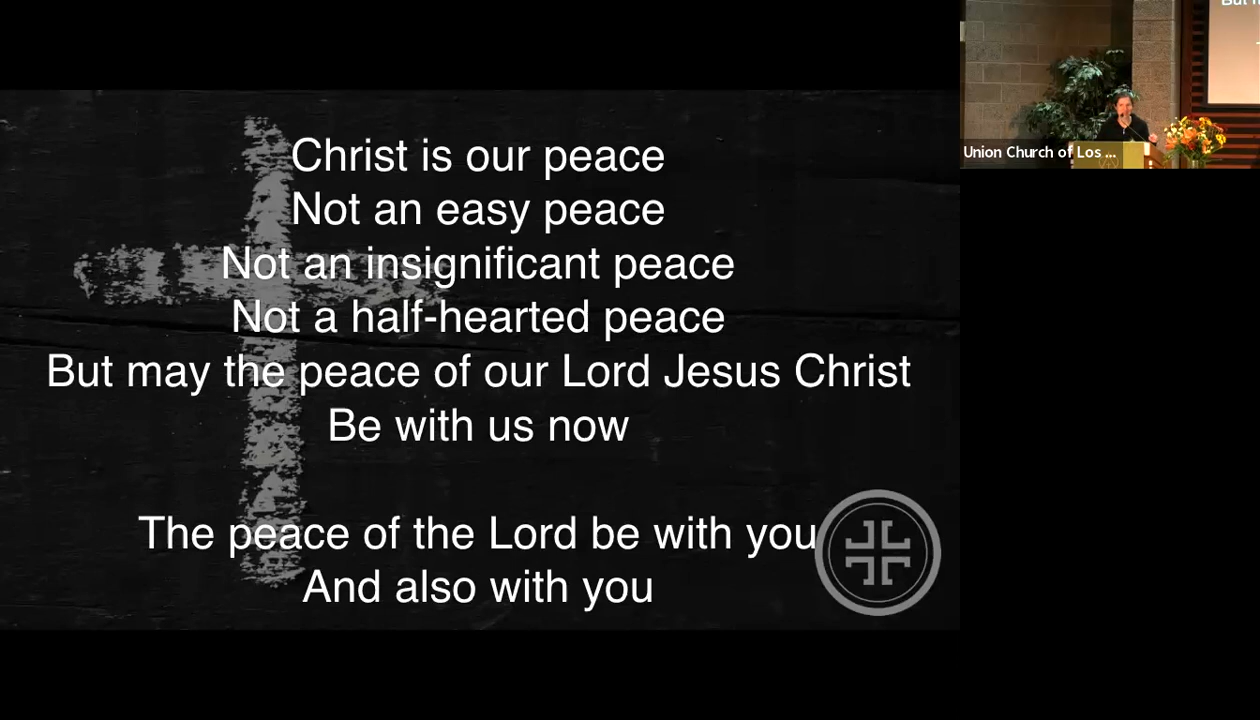 Christ is our peace
Not an easy peace
Not an insignificant peace
Not a half-hearted peace
But may the peace of our Lord Jesus Christ
Be with us now
The peace of the Lord be with you
And also with you
Union Church of Los ...